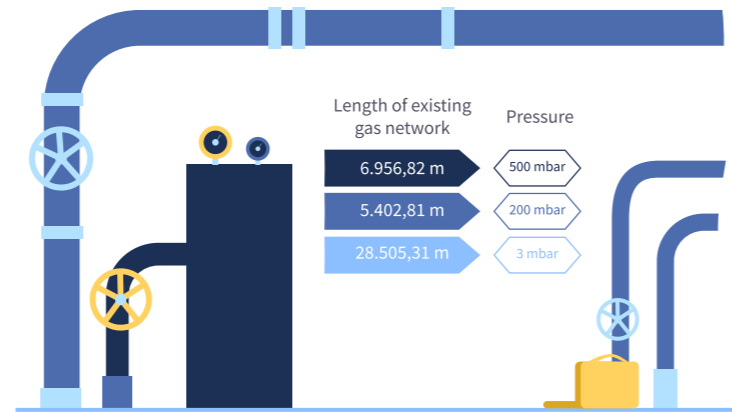 Length of existing
gas network
Pressure
6.956,82 m
500 mbar
5.402,81 m
200 mbar
28.505,31 m
3 mbar